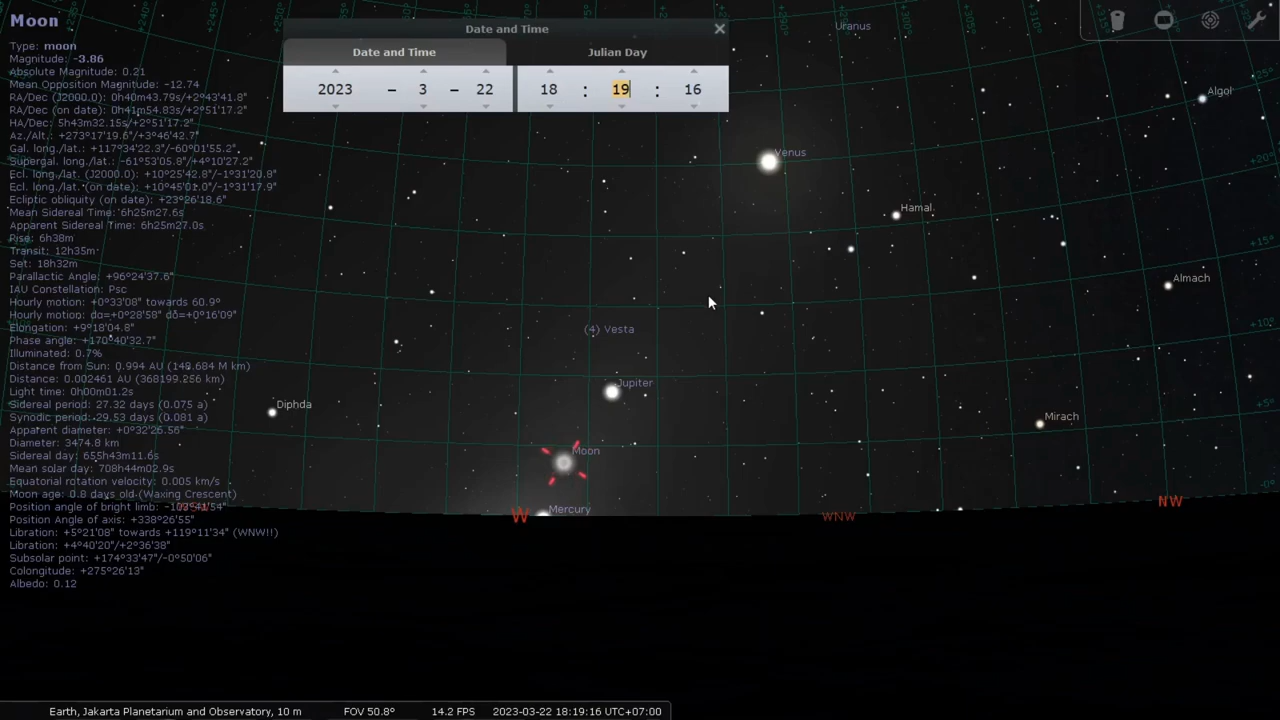 Moon
Type: moon
Magnitude: -3.86
Absolute Magnitude: 0.21
Mean Opposition Magnitude: -12.74
RA/Dec (J2000.0): 0h40m43.79s/+2°43'41.8"
RA/Dec (on date): 0h41m54.83s/+2°51'17.2"
HA/Dec: 5h43m32.15s/+2°51'17.2"
Az./Alt.: +273°17'19.6"/+3°46'42.7"
Gal. long./lat.: +117°34'22.3"/-60°01'55.2"
Supergal. long./lat.: -61°53'05.8"/+4°10'27.2"
Ecl. long./lat. (J2000.0): +10°25'42.8"/-1°31'20.8"
Ecl. long./lat. (on date): +10°45'01.0"/-1°31'17.9"
Ecliptic obliquity (on date): +23°26'18.6"
Mean Sidereal Time: 6h25m27.6s
Apparent Sidereal Time: 6h25m27.0s
Rise: 6h38m
Transit: 12h35m
Set: 18h32m
Parallactic Angle: +96°24'37.6"
IAU Constellation: Psc
Hourly motion: +0°33'08" towards 60.9°
Hourly motion: dα=+0°28'58" dδ=+0°16'09"
Elongation: +9°18'04.8"
Phase angle: +170°40'32.7"
Illuminated: 0.7%
Distance from Sun: 0.994 AU (148.684 M km)
Distance: 0.002461 AU (368199.256 km)
Light time: 0h00m01.2s
Sidereal period: 27.32 days (0.075 a)
Synodic period: 29.53 days (0.081 a)
Apparent diameter: +0°32'26.56"
Diameter: 3474.8 km
Sidereal day: 655h43m11.6s
Mean solar day: 708h44m02.9s
Equatorial rotation velocity: 0.005 km/s
Moon age: 0.8 days old (Waxing Crescent)
Position Angle of axis: +338°26'55"
Libration: +5°21'08" towards +119°11'34" (WNW!!)
Libration: +4°40'20"/+2°36'38"
Subsolar point: +174°33'47"/-0°50'06"
Colongitude: +275°26'13"
Albedo: 0.12
Date and Time
Date and Time Julian Day
2023 - 3 - 22 18 : 19 : 16
Uranus
Algol
Venus
+20°
Hamal
+15°
Almach
(4) Vesta
+10°
Jupiter
Diphda
+5°
Mirach
Moon
-0°
Mercury
W
WNW
NW
Earth, Jakarta Planetarium and Observatory, 10 m FOV 50.8° 14.2 FPS 2023-03-22 18:19:16 UTC+07:00